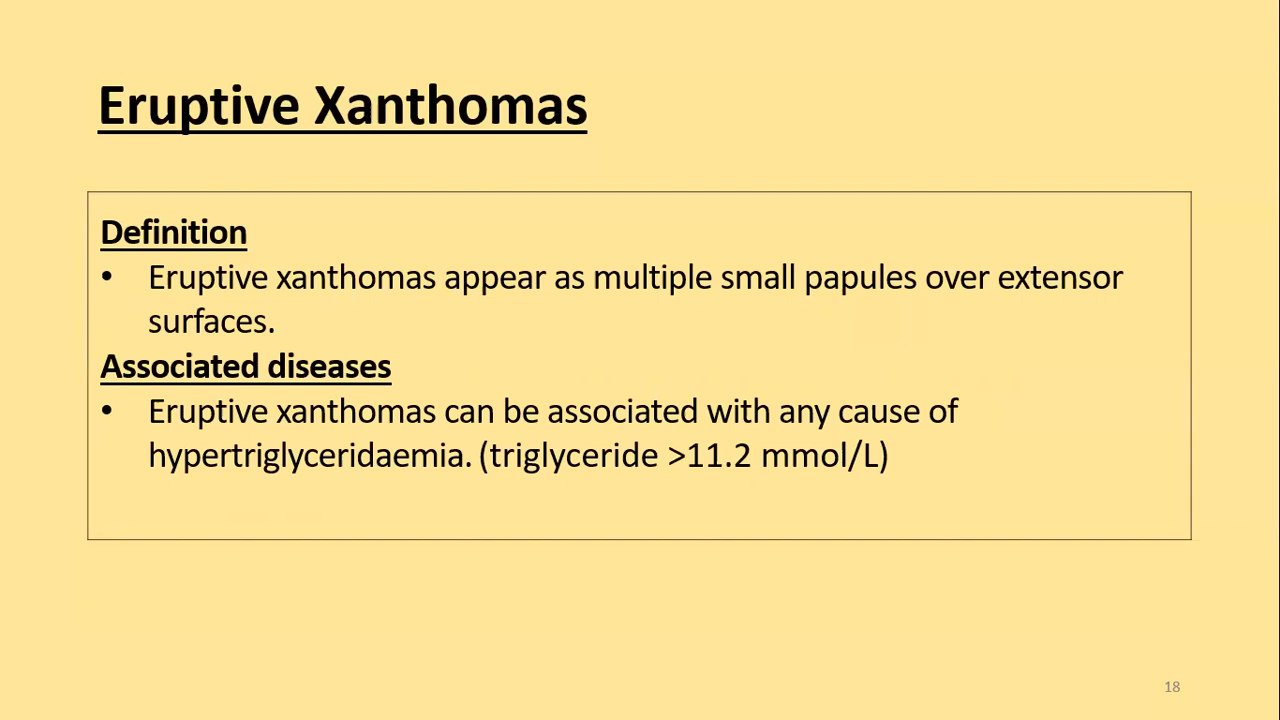 Eruptive Xanthomas
Definition
• Eruptive xanthomas appear as multiple small papules over extensor
surfaces.
Associated diseases
• Eruptive xanthomas can be associated with any cause of
hypertriglyceridaemia. (triglyceride >11.2 mmol/L)
18